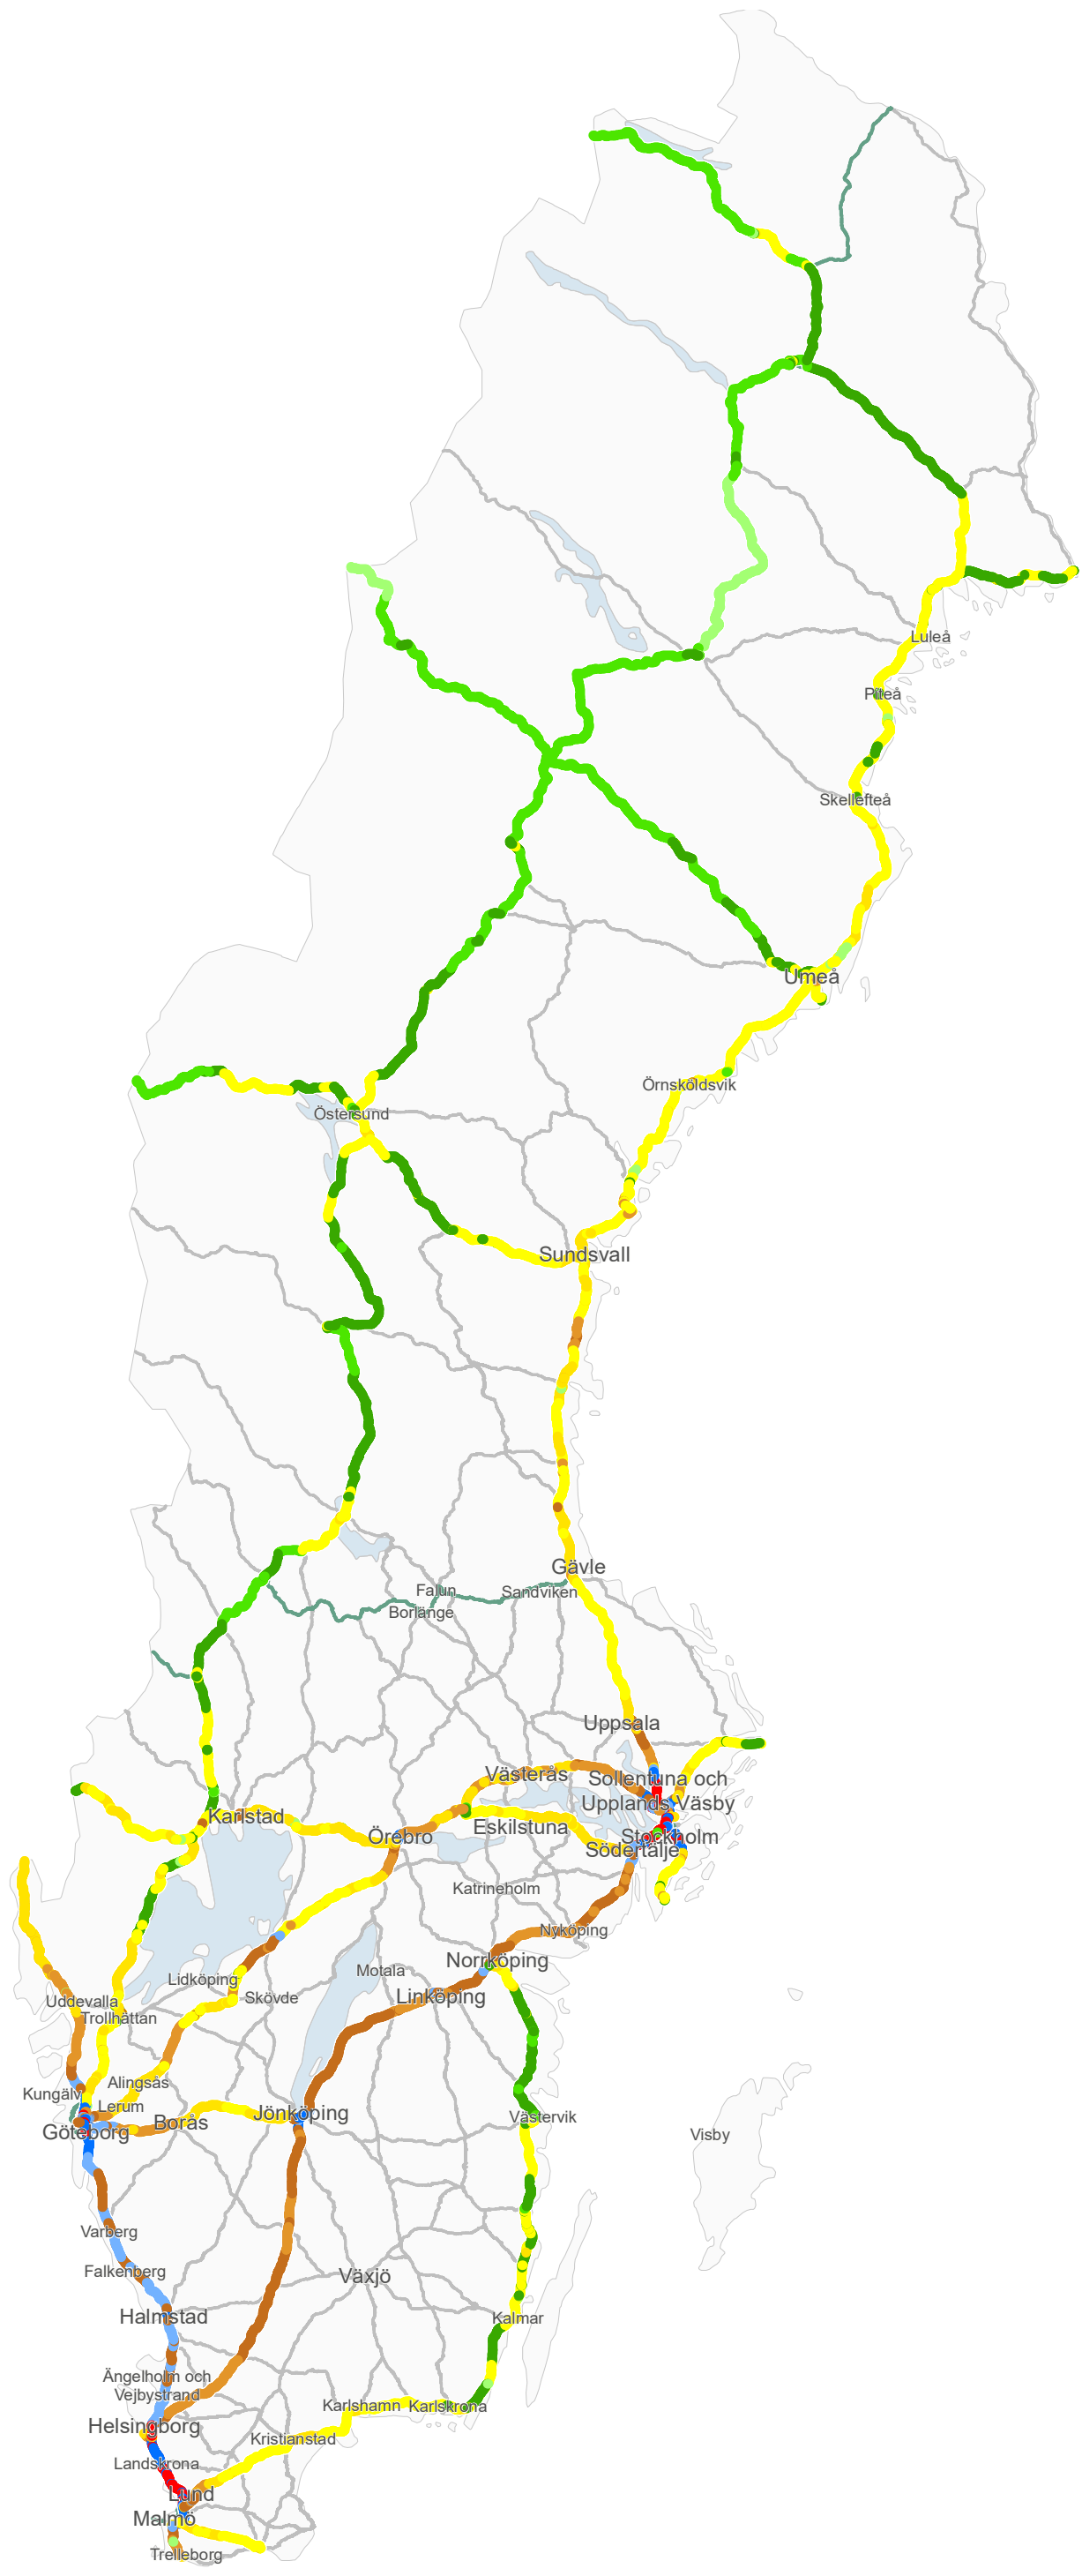 Luleå
Piteå
Skellefteå
Umeå
Örnsköldsvik
Östersund
Sundsvall
Gävle
Falun
Sandviken
Borlänge
Uppsala
Västerås
Sollentuna och
Upplands Väsby
Karlstad
Eskilstuna
Örebro
Stockholm
Södertälje
Katrineholm
Nyköping
Norrköping
Motala
Lidköping
Linköping
Skövde
Uddevalla
Trollhättan
Alingsås
Kungälv
Lerum
Jönköping
Västervik
Borås
Göteborg
Visby
Varberg
Falkenberg
Växjö
Halmstad
Kalmar
Ängelholm och
Vejbystrand
Karlshamn
Karlskrona
Helsingborg
Kristianstad
Landskrona
Lund
Malmö
Trelleborg